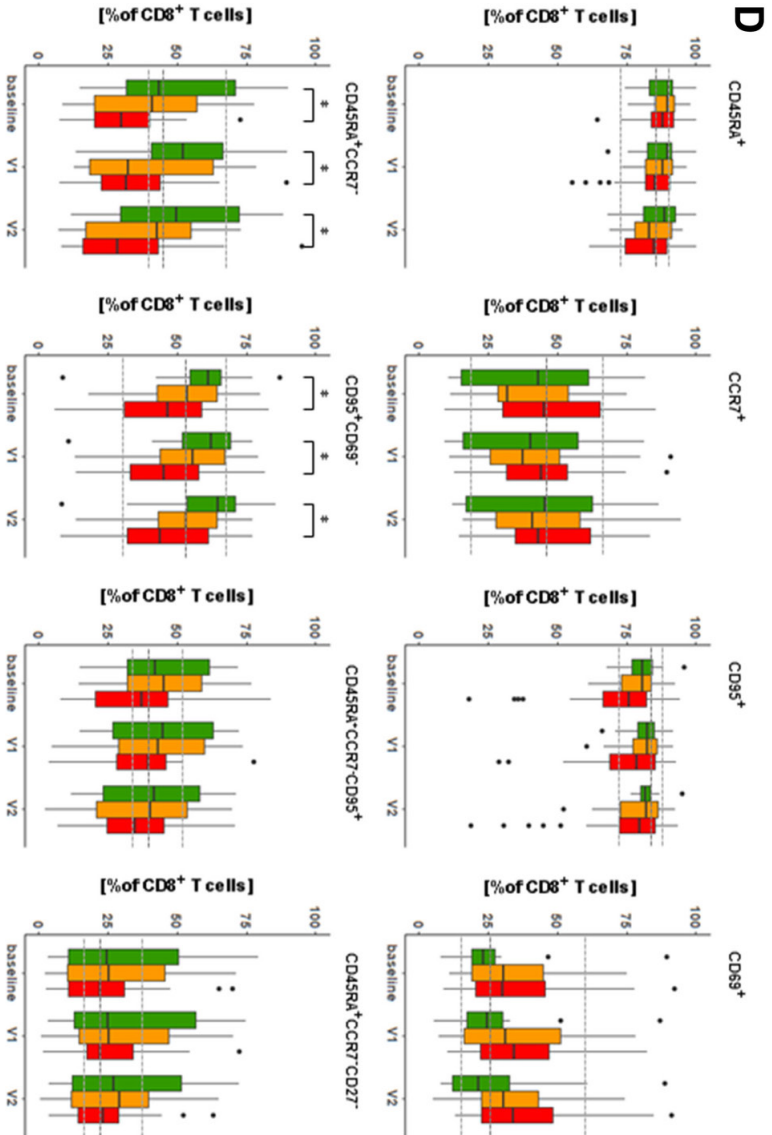 D
CD45RA⁺
[%of CD8⁺ T cells]
100
75
50
25
0
baseline V1 V2
CCR7⁺
[%of CD8⁺ T cells]
100
75
50
25
0
baseline V1 V2
CD95⁺
[%of CD8⁺ T cells]
100
75
50
25
0
baseline V1 V2
CD69⁺
[%of CD8⁺ T cells]
100
75
50
25
0
baseline V1 V2
CD45RA⁺CCR7⁻
* * *
[%of CD8⁺ T cells]
100
75
50
25
0
baseline V1 V2
CD95⁺CD69⁻
* * *
[%of CD8⁺ T cells]
100
75
50
25
0
baseline V1 V2
CD45RA⁺CCR7⁻CD95⁺
[%of CD8⁺ T cells]
100
75
50
25
0
baseline V1 V2
CD45RA⁺CCR7⁻CD27⁻
[%of CD8⁺ T cells]
100
75
50
25
0
baseline V1 V2